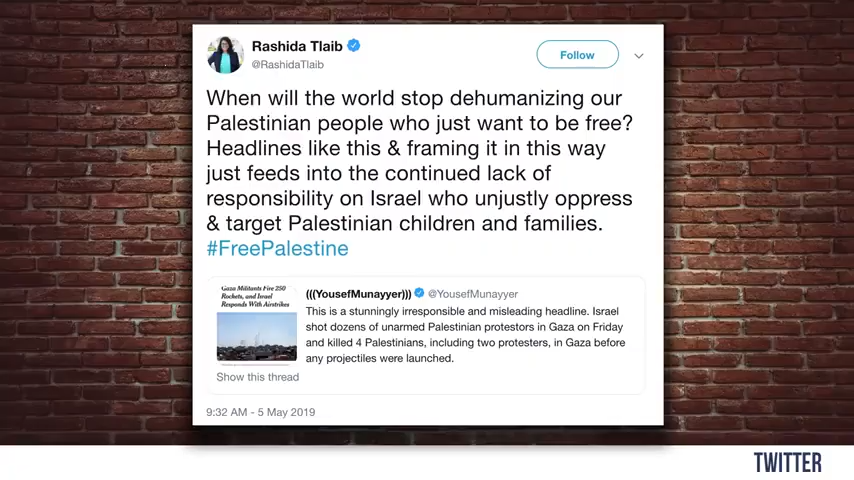 Rashida Tlaib
@RashidaTlaib
Follow
When will the world stop dehumanizing our
Palestinian people who just want to be free?
Headlines like this & framing it in this way
just feeds into the continued lack of
responsibility on Israel who unjustly oppress
& target Palestinian children and families.
#FreePalestine
Gaza Militants Fire 250
Rockets, and Israel
Responds With Airstrikes
(((YousefMunayyer))) @YousefMunayyer
This is a stunningly irresponsible and misleading headline. Israel
shot dozens of unarmed Palestinian protestors in Gaza on Friday
and killed 4 Palestinians, including two protesters, in Gaza before
any projectiles were launched.
Show this thread
9:32 AM - 5 May 2019
TWITTER